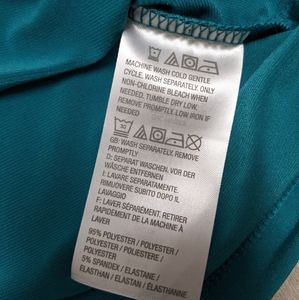 MACHINE WASH COLD GENTLE
CYCLE. WASH SEPARATELY. ONLY
NON-CHLORINE BLEACH WHEN
NEEDED. TUMBLE DRY LOW.
REMOVE PROMPTLY. LOW IRON IF
NEEDED
30
GB: WASH SEPARATELY. REMOVE
PROMPTLY
D: SEPARAT WASCHEN. VOR DER
WÄSCHE ENTFERNEN
I: LAVARE SEPARATAMENTE.
RIMUOVERE SUBITO DOPO IL
LAVAGGIO
F: LAVER SÉPARÉMENT. RETIRER
RAPIDEMENT DE LA MACHINE À
LAVER
95% POLYESTER / POLYESTER /
POLYESTER / POLIESTERE /
5% SPANDEX / ELASTANE /
ELASTHAN / ELASTAN / ÉLASTHANNE